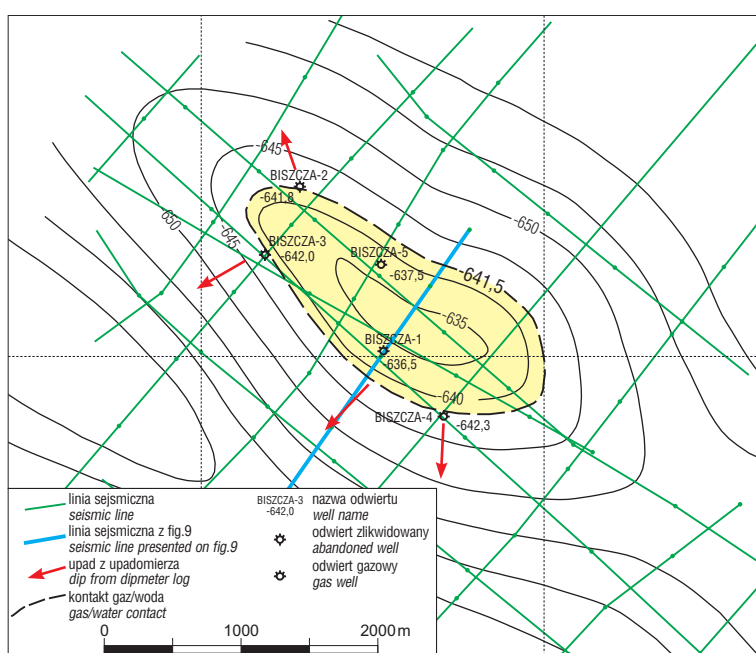 -645
BISZCZA-2
-641,8
-650
-650
-645
BISZCZA-3
-642,0
BISZCZA-5
-637,5
-641,5
-635
BISZCZA-1
-636,5
-640
BISZCZA-4
-642,3
linia sejsmiczna
seismic line
linia sejsmiczna z fig.9
seismic line presented on fig.9
upad z upadomierza
dip from dipmeter log
kontakt gaz/woda
gas/water contact
BISZCZA-3
-642,0
nazwa odwiertu
well name
odwiert zlikwidowany
abandoned well
odwiert gazowy
gas well
0 1000 2000 m